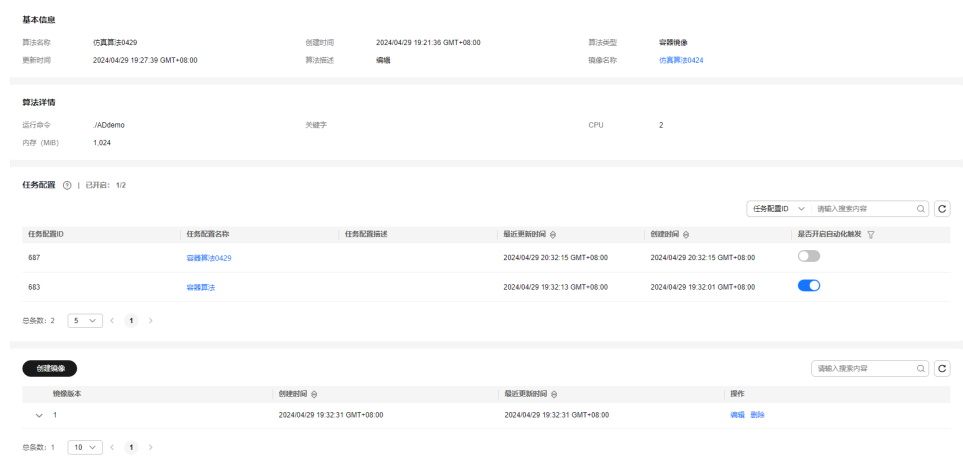 基本信息
算法名称 仿真算法0429 创建时间 2024/04/29 19:21:36 GMT+08:00 算法类型 容器镜像
更新时间 2024/04/29 19:27:39 GMT+08:00 算法描述 编辑 镜像名称 仿真算法0424
算法详情
运行命令 ./ADdemo 关键字 CPU 2
内存（MiB） 1,024
任务配置 ? | 已开启：1/2
任务配置ID 请输入搜索内容
任务配置ID 任务配置名称 任务配置描述 最近更新时间 创建时间 是否开启自动化触发
687 容器算法0429 2024/04/29 20:32:15 GMT+08:00 2024/04/29 20:32:15 GMT+08:00
683 容器算法 2024/04/29 19:32:13 GMT+08:00 2024/04/29 19:32:01 GMT+08:00
总条数：2 5 < 1 >
创建镜像 请输入搜索内容
镜像版本 创建时间 最近更新时间 操作
1 2024/04/29 19:32:31 GMT+08:00 2024/04/29 19:32:31 GMT+08:00 编辑 删除
总条数：1 10 < 1 >